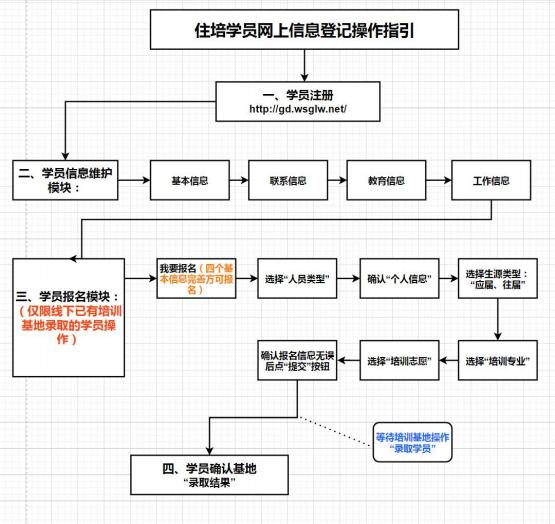 住培学员网上信息登记操作指引
一、学员注册
http://gd.wsglw.net/
二、学员信息维护
模块：
基本信息
联系信息
教育信息
工作信息
三、学员报名模块：
（仅限线下已有培训
基地录取的学员操
作）
我要报名（四个基
本信息完善方可报
名）
选择“人员类型”
确认“个人信息”
选择生源类型：
“应届、往届”
选择“培训专业”
选择“培训志愿”
确认报名信息无误
后点“提交”按钮
等待培训基地操作
“录取学员”
四、学员确认基地
“录取结果”